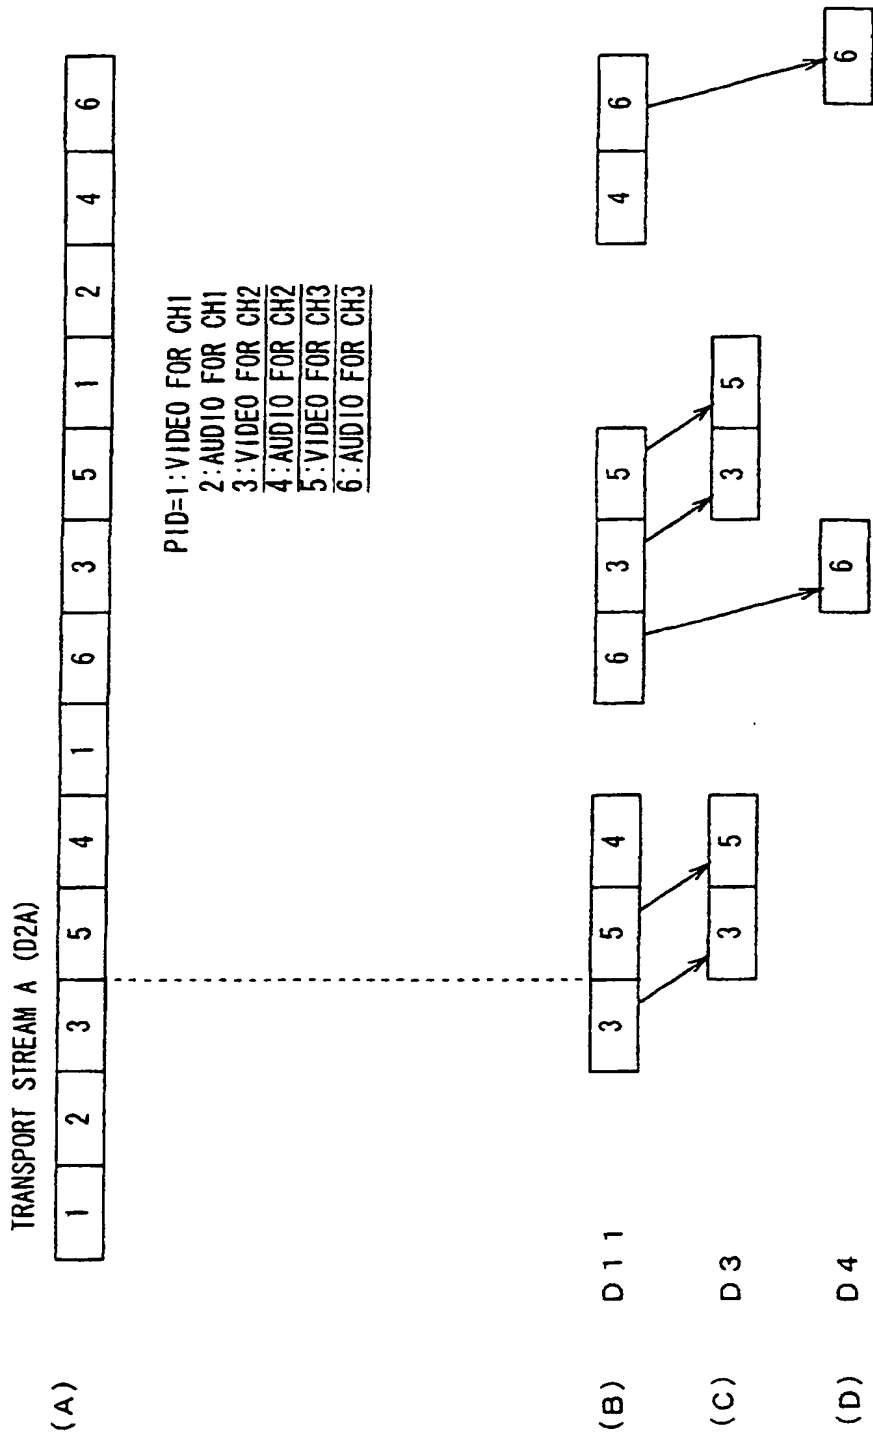 (A)
TRANSPORT STREAM A (D2A)
1 2 3 5 4 1 6 3 5 1 2 4 6
PID=1:VIDEO FOR CH1
2:AUDIO FOR CH1
3:VIDEO FOR CH2
4:AUDIO FOR CH2
5:VIDEO FOR CH3
6:AUDIO FOR CH3
(B) D11 3 5 4 6 3 5 4 6
(C) D3 3 5 3 5
(D) D4 6 6